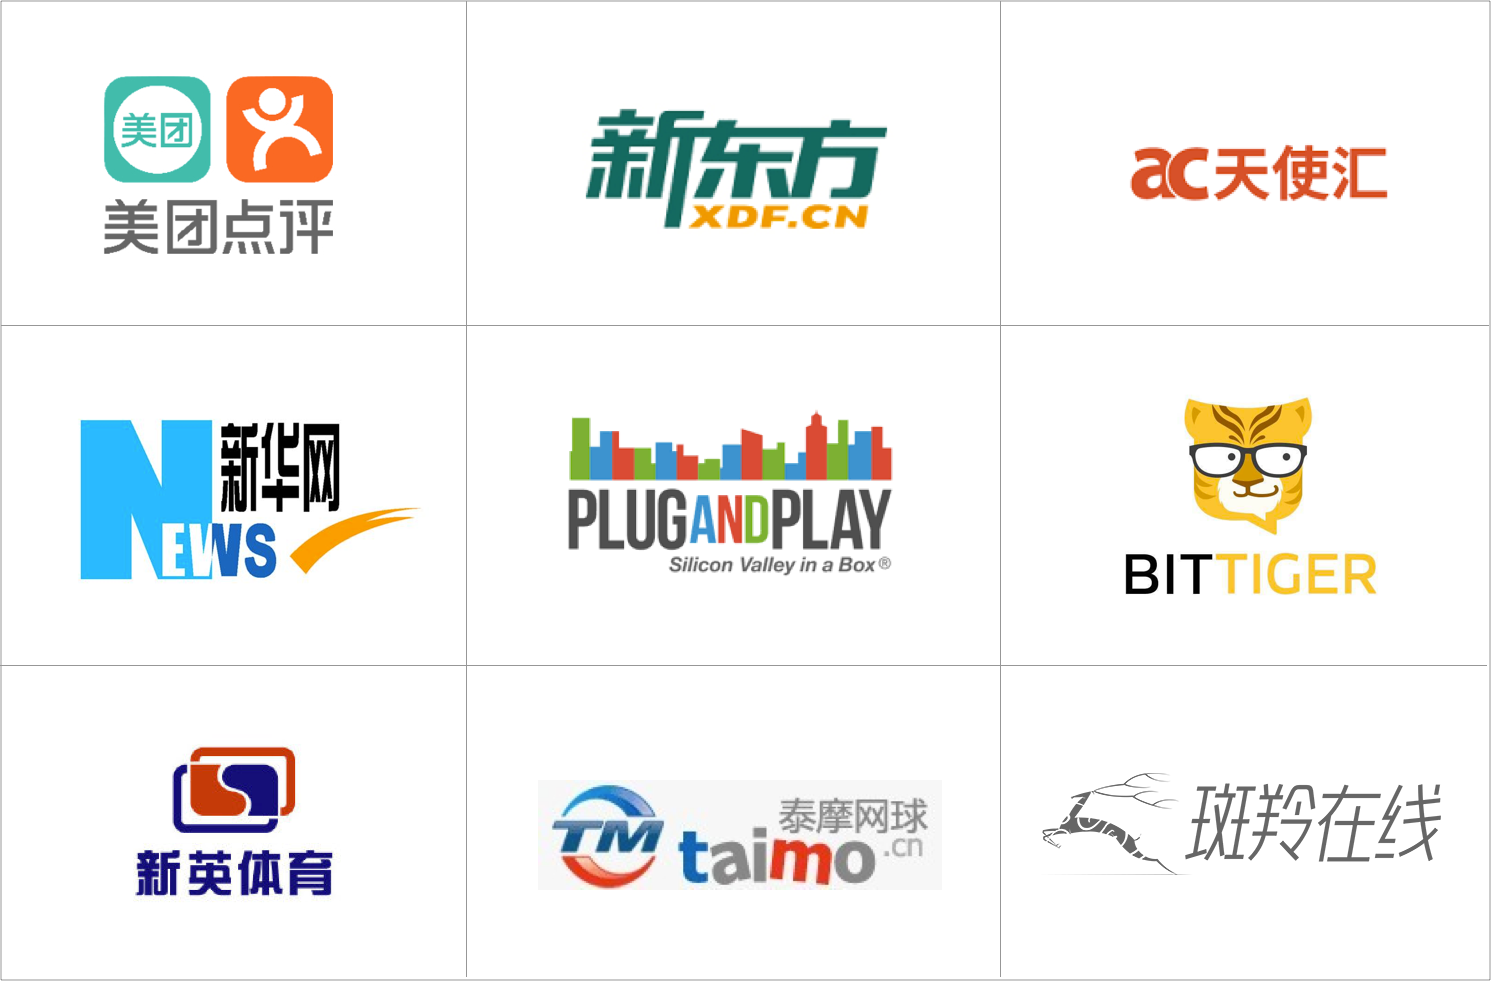 美团
美团点评
新东方
XDF.CN
ac天使汇
新华网
NEWS
PLUGANDPLAY
Silicon Valley in a Box®
BITTIGER
新英体育
TM
泰摩网球
taimo.cn
斑羚在线